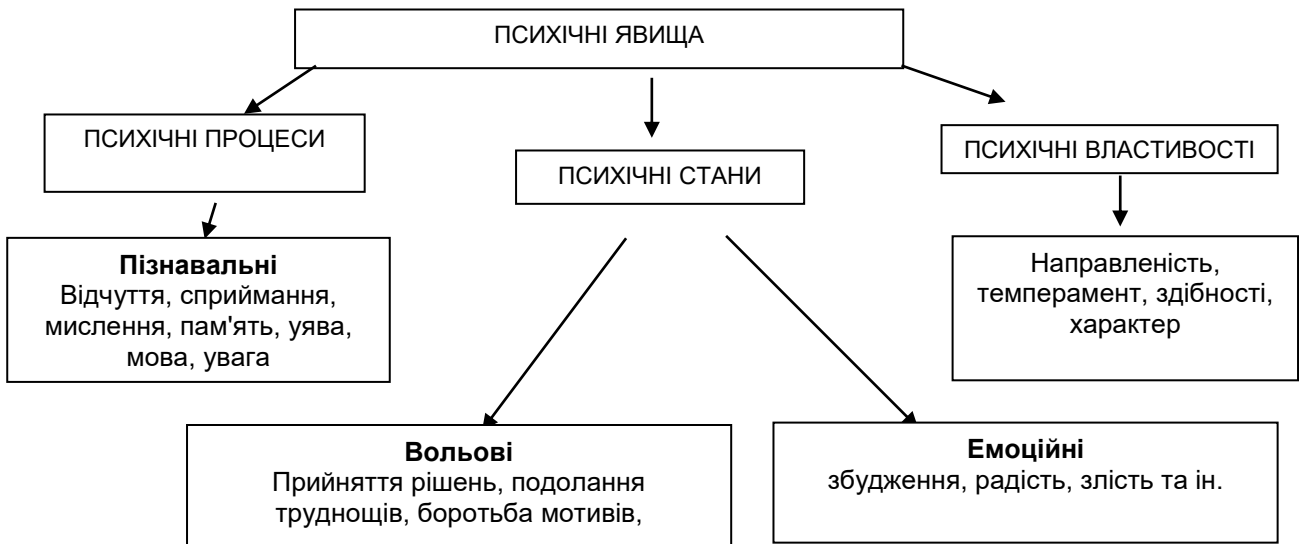 ПСИХІЧНІ ЯВИЩА
ПСИХІЧНІ ПРОЦЕСИ
ПСИХІЧНІ СТАНИ
ПСИХІЧНІ ВЛАСТИВОСТІ
Пізнавальні
Відчуття, сприймання,
мислення, пам'ять, уява,
мова, увага
Направленість,
темперамент, здібності,
характер
Вольові
Прийняття рішень, подолання
труднощів, боротьба мотивів,
Емоційні
збудження, радість, злість та ін.